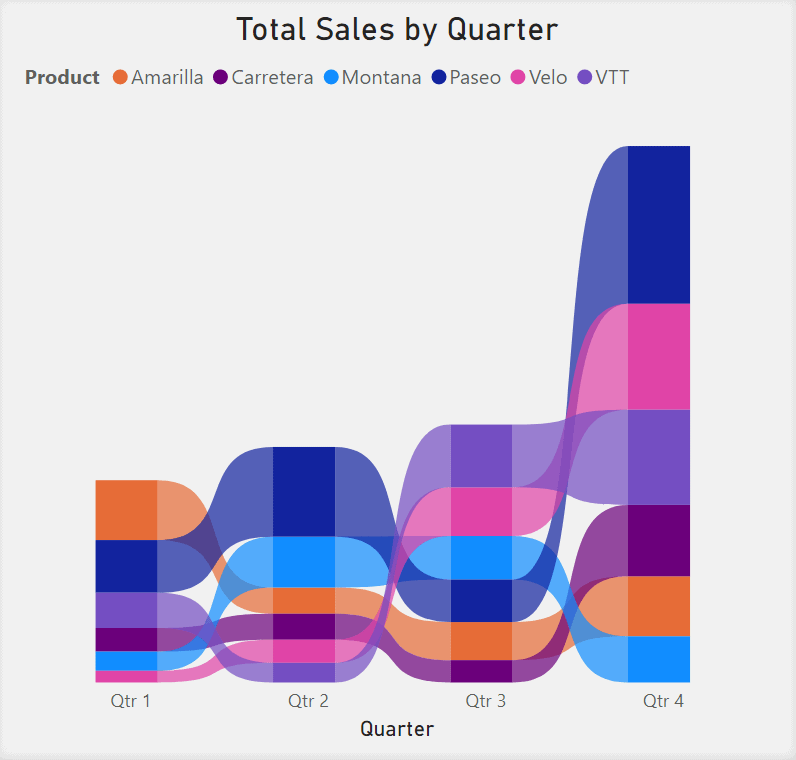 Total Sales by Quarter
Product Amarilla Carretera Montana Paseo Velo VTT
Qtr 1 Qtr 2 Qtr 3 Qtr 4
Quarter